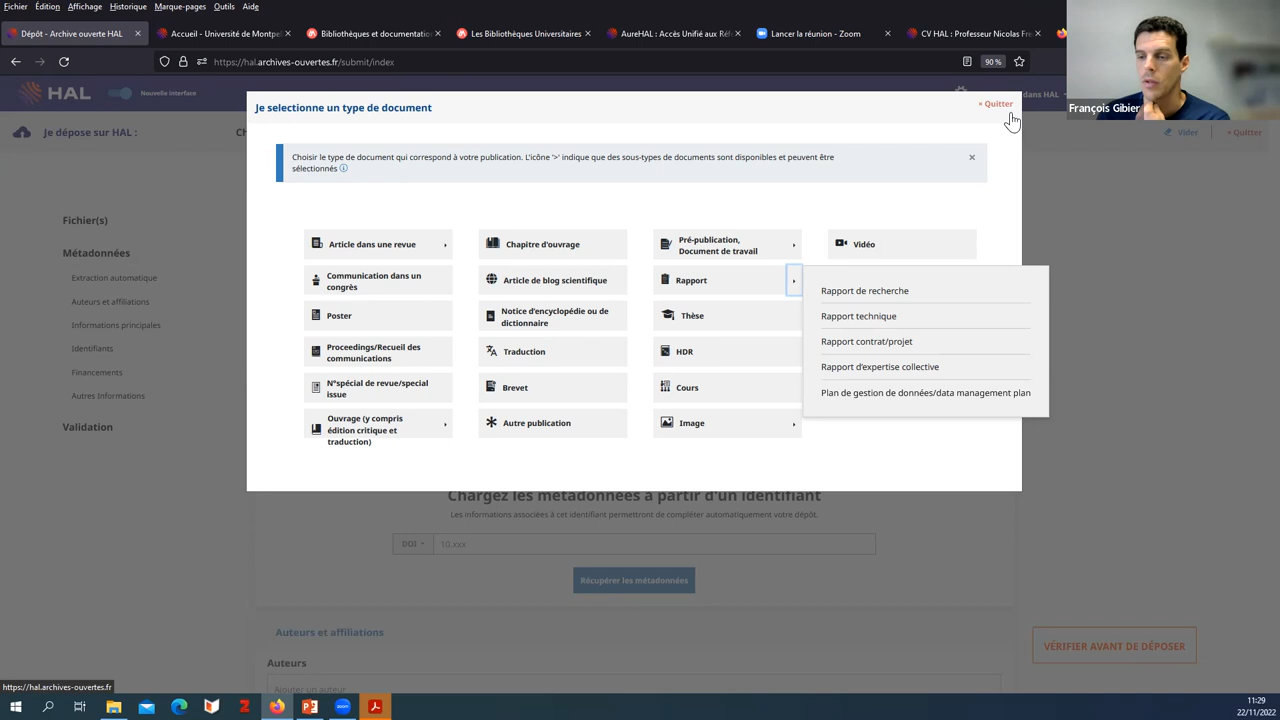 Fichier Édition Affichage Historique Marque-pages Outils Aide
Dépôt - Archive ouverte HAL
Accueil - Université de Montpel
Bibliothèques et documentation
Les Bibliothèques Universitaires
AureHAL : Accès Unifié aux Réf
Lancer la réunion - Zoom
CV HAL : Professeur Nicolas Fre
https://hal.archives-ouvertes.fr/submit/index
90 %
François Gibier
HAL
Nouvelle interface
dans HAL
Je dépose sur HAL :
Vider
× Quitter
Je selectionne un type de document
× Quitter
Choisir le type de document qui correspond à votre publication. L'icône '>' indique que des sous-types de documents sont disponibles et peuvent être
sélectionnés
Fichier(s)
Métadonnées
Extraction automatique
Auteurs et affiliations
Informations principales
Identifiants
Financements
Autres Informations
Validation
Article dans une revue
Communication dans un
congrès
Poster
Proceedings/Recueil des
communications
N°spécial de revue/special
issue
Ouvrage (y compris
édition critique et
traduction)
Chapitre d'ouvrage
Article de blog scientifique
Notice d'encyclopédie ou de
dictionnaire
Traduction
Brevet
Autre publication
Pré-publication,
Document de travail
Rapport
Thèse
HDR
Cours
Image
Vidéo
Rapport de recherche
Rapport technique
Rapport contrat/projet
Rapport d'expertise collective
Plan de gestion de données/data management plan
Chargez les métadonnées à partir d'un identifiant
Les informations associées à cet identifiant permettront de compléter automatiquement votre dépôt.
DOI
10.xxx
Récupérer les métadonnées
Auteurs et affiliations
Auteurs
Ajouter un auteur
VÉRIFIER AVANT DE DÉPOSER
https://hal.archives-ouvertes.fr
11:29
22/11/2022